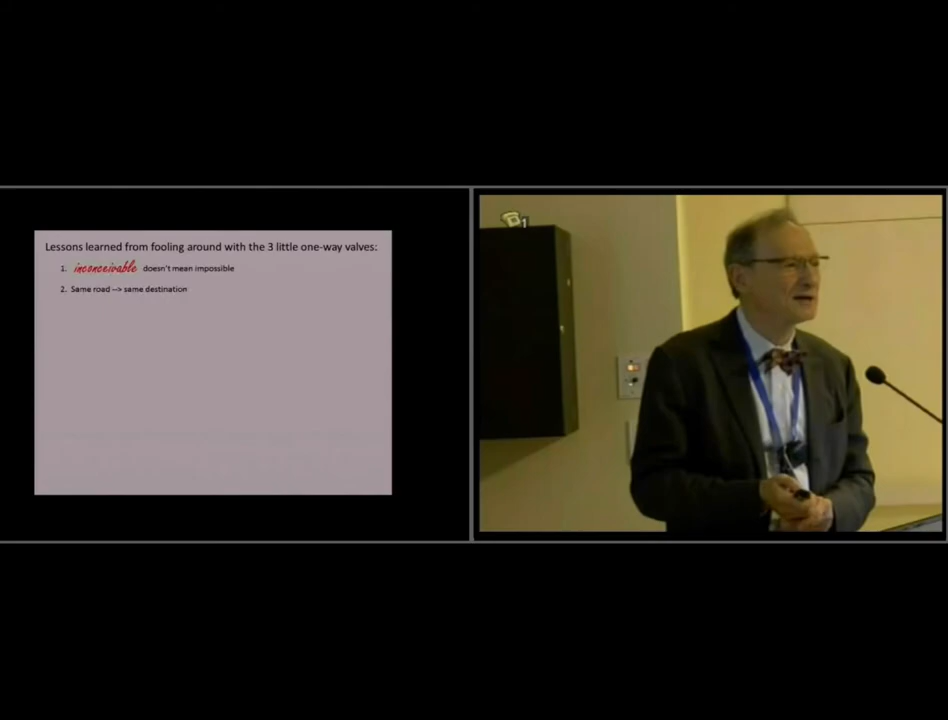 Lessons learned from fooling around with the 3 little one-way valves:
1. inconceivable doesn't mean impossible
2. Same road --> same destination
1